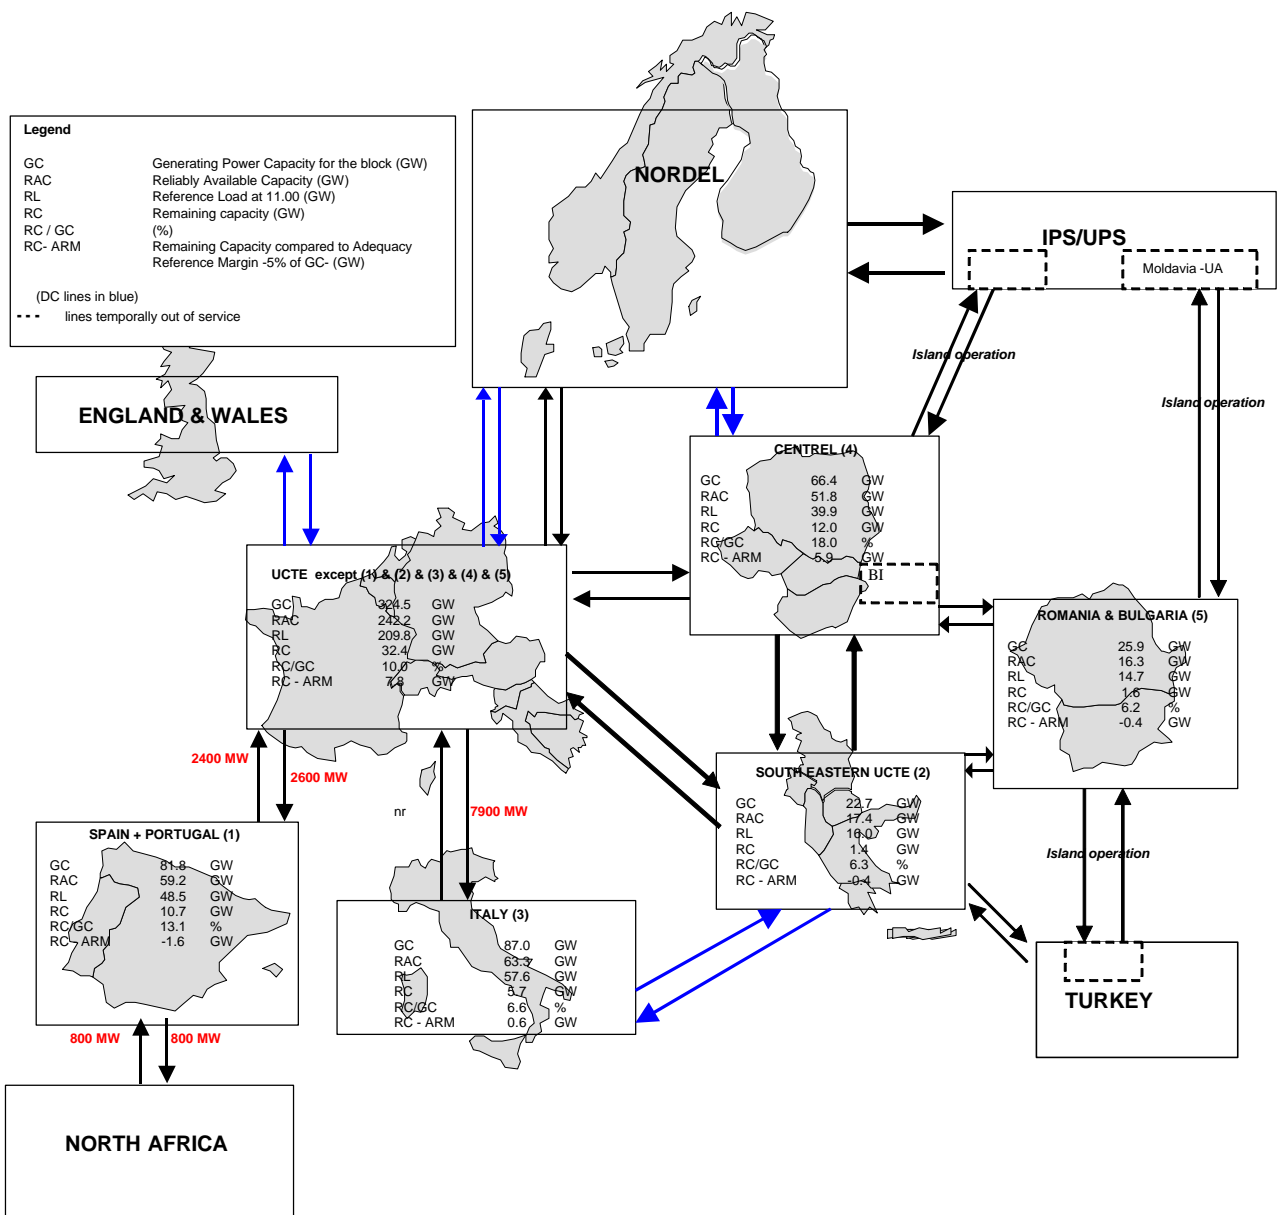 Legend
GC Generating Power Capacity for the block (GW)
RAC Reliably Available Capacity (GW)
RL Reference Load at 11.00 (GW)
RC Remaining capacity (GW)
RC / GC (%)
RC- ARM Remaining Capacity compared to Adequacy
Reference Margin -5% of GC- (GW)
(DC lines in blue)
lines temporally out of service
NORDEL
IPS/UPS
Moldavia -UA
Island operation
Island operation
ENGLAND & WALES
CENTREL (4)
GC 66.4 GW
RAC 51.8 GW
RL 39.9 GW
RC 12.0 GW
RC/GC 18.0 %
RC - ARM 5.9 GW
BI
UCTE except (1) & (2) & (3) & (4) & (5)
GC 324.5 GW
RAC 242.2 GW
RL 209.8 GW
RC 32.4 GW
RC/GC 10.0 %
RC - ARM 7.8 GW
ROMANIA & BULGARIA (5)
GC 25.9 GW
RAC 16.3 GW
RL 14.7 GW
RC 1.6 GW
RC/GC 6.2 %
RC - ARM -0.4 GW
2400 MW
2600 MW
nr
7900 MW
SOUTH EASTERN UCTE (2)
GC 22.7 GW
RAC 17.4 GW
RL 16.0 GW
RC 1.4 GW
RC/GC 6.3 %
RC - ARM -0.4 GW
Island operation
SPAIN + PORTUGAL (1)
GC 81.8 GW
RAC 59.2 GW
RL 48.5 GW
RC 10.7 GW
RC/GC 13.1 %
RC - ARM -1.6 GW
ITALY (3)
GC 87.0 GW
RAC 63.3 GW
RL 57.6 GW
RC 5.7 GW
RC/GC 6.6 %
RC - ARM 0.6 GW
TURKEY
800 MW
800 MW
NORTH AFRICA